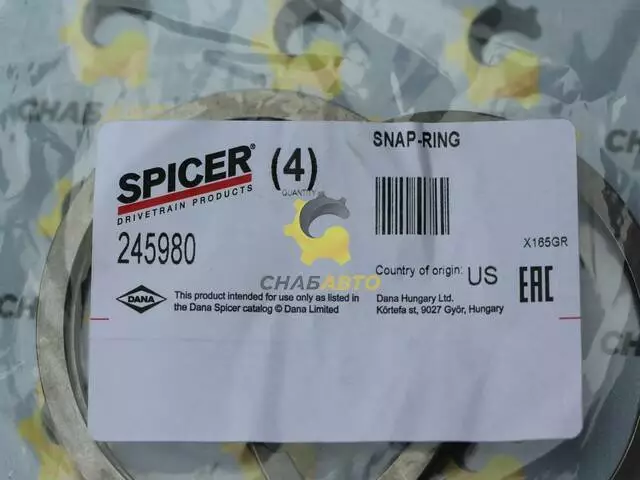 SNAP-RING
SPICER®
DRIVETRAIN PRODUCTS
(4)
QUANTITY
245980
X165GR
СНАБАВТО
Country of origin: US
EAC
DANA
This product intended for use only as listed in
the Dana Spicer catalog © Dana Limited
Dana Hungary Ltd.
Körtefa st, 9027 Győr, Hungary
СНАБАВТО